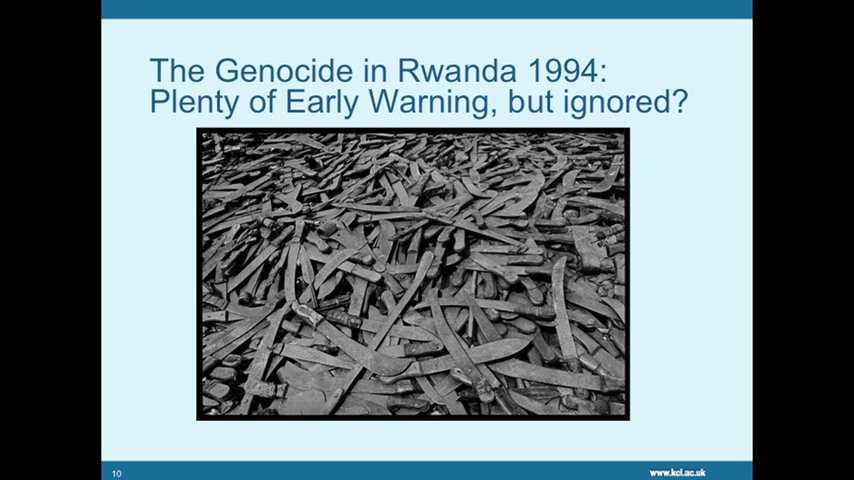 The Genocide in Rwanda 1994:
Plenty of Early Warning, but ignored?
10
www.kcl.ac.uk